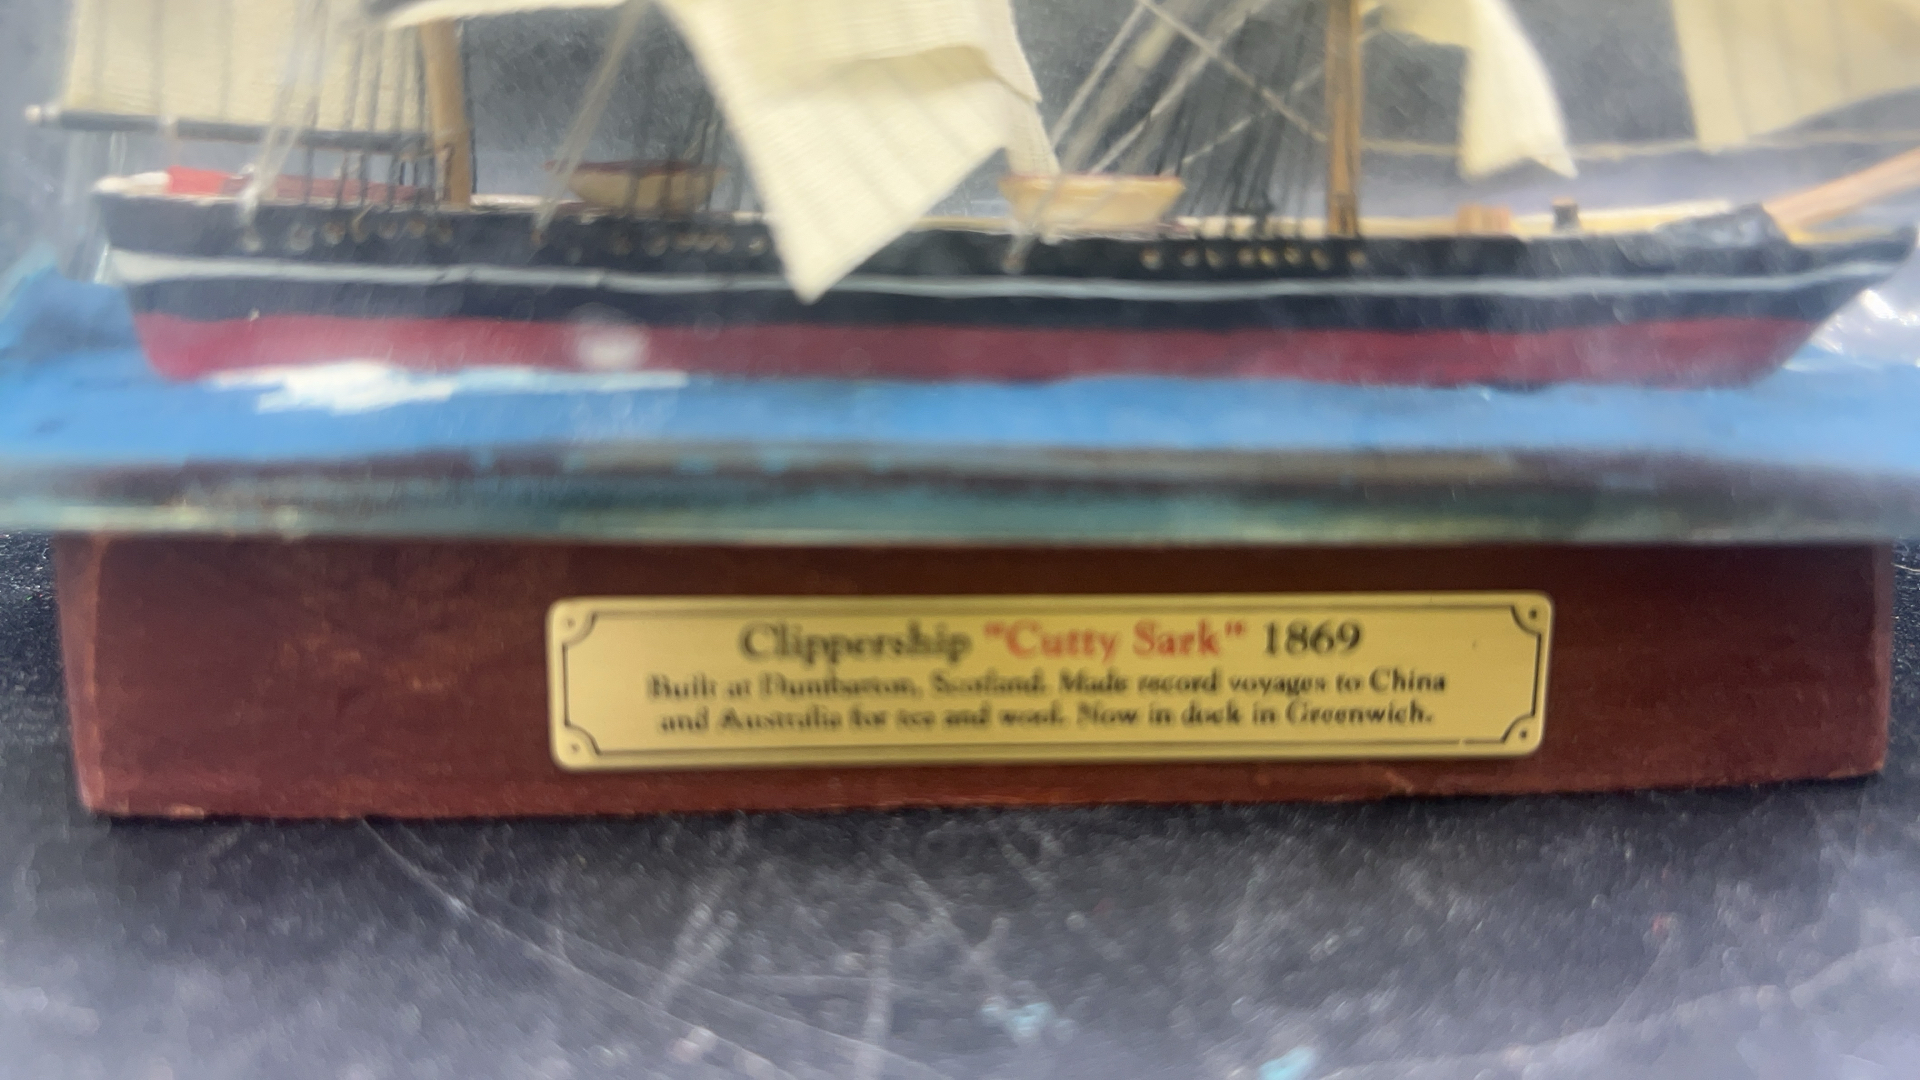 Clippership "Cutty Sark" 1869
Built at Dumbarton, Scotland. Made record voyages to China
and Australia for tea and wool. Now in dock in Greenwich.